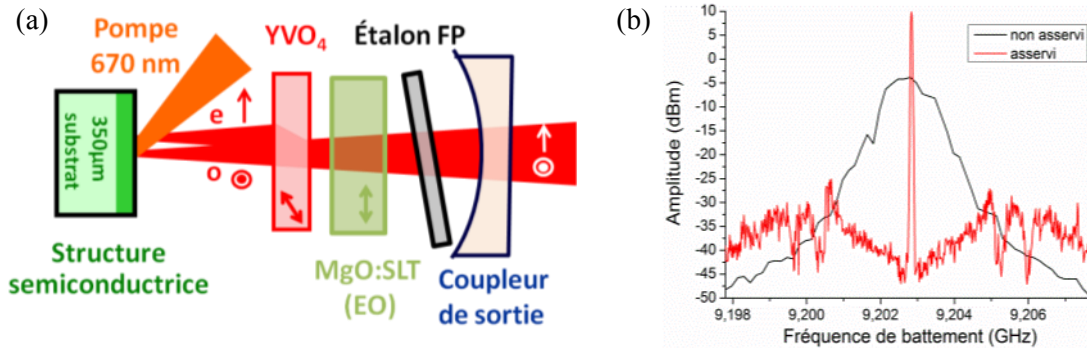 (a)
Pompe
670 nm
YVO₄
Étalon FP
e
o
350µm
substrat
Structure
semiconductrice
MgO:SLT
(EO)
Coupleur
de sortie
(b)
10
5
0
-5
-10
-15
-20
-25
-30
-35
-40
-45
-50
Amplitude (dBm)
non asservi
asservi
9,198 9,200 9,202 9,204 9,206
Fréquence de battement (GHz)